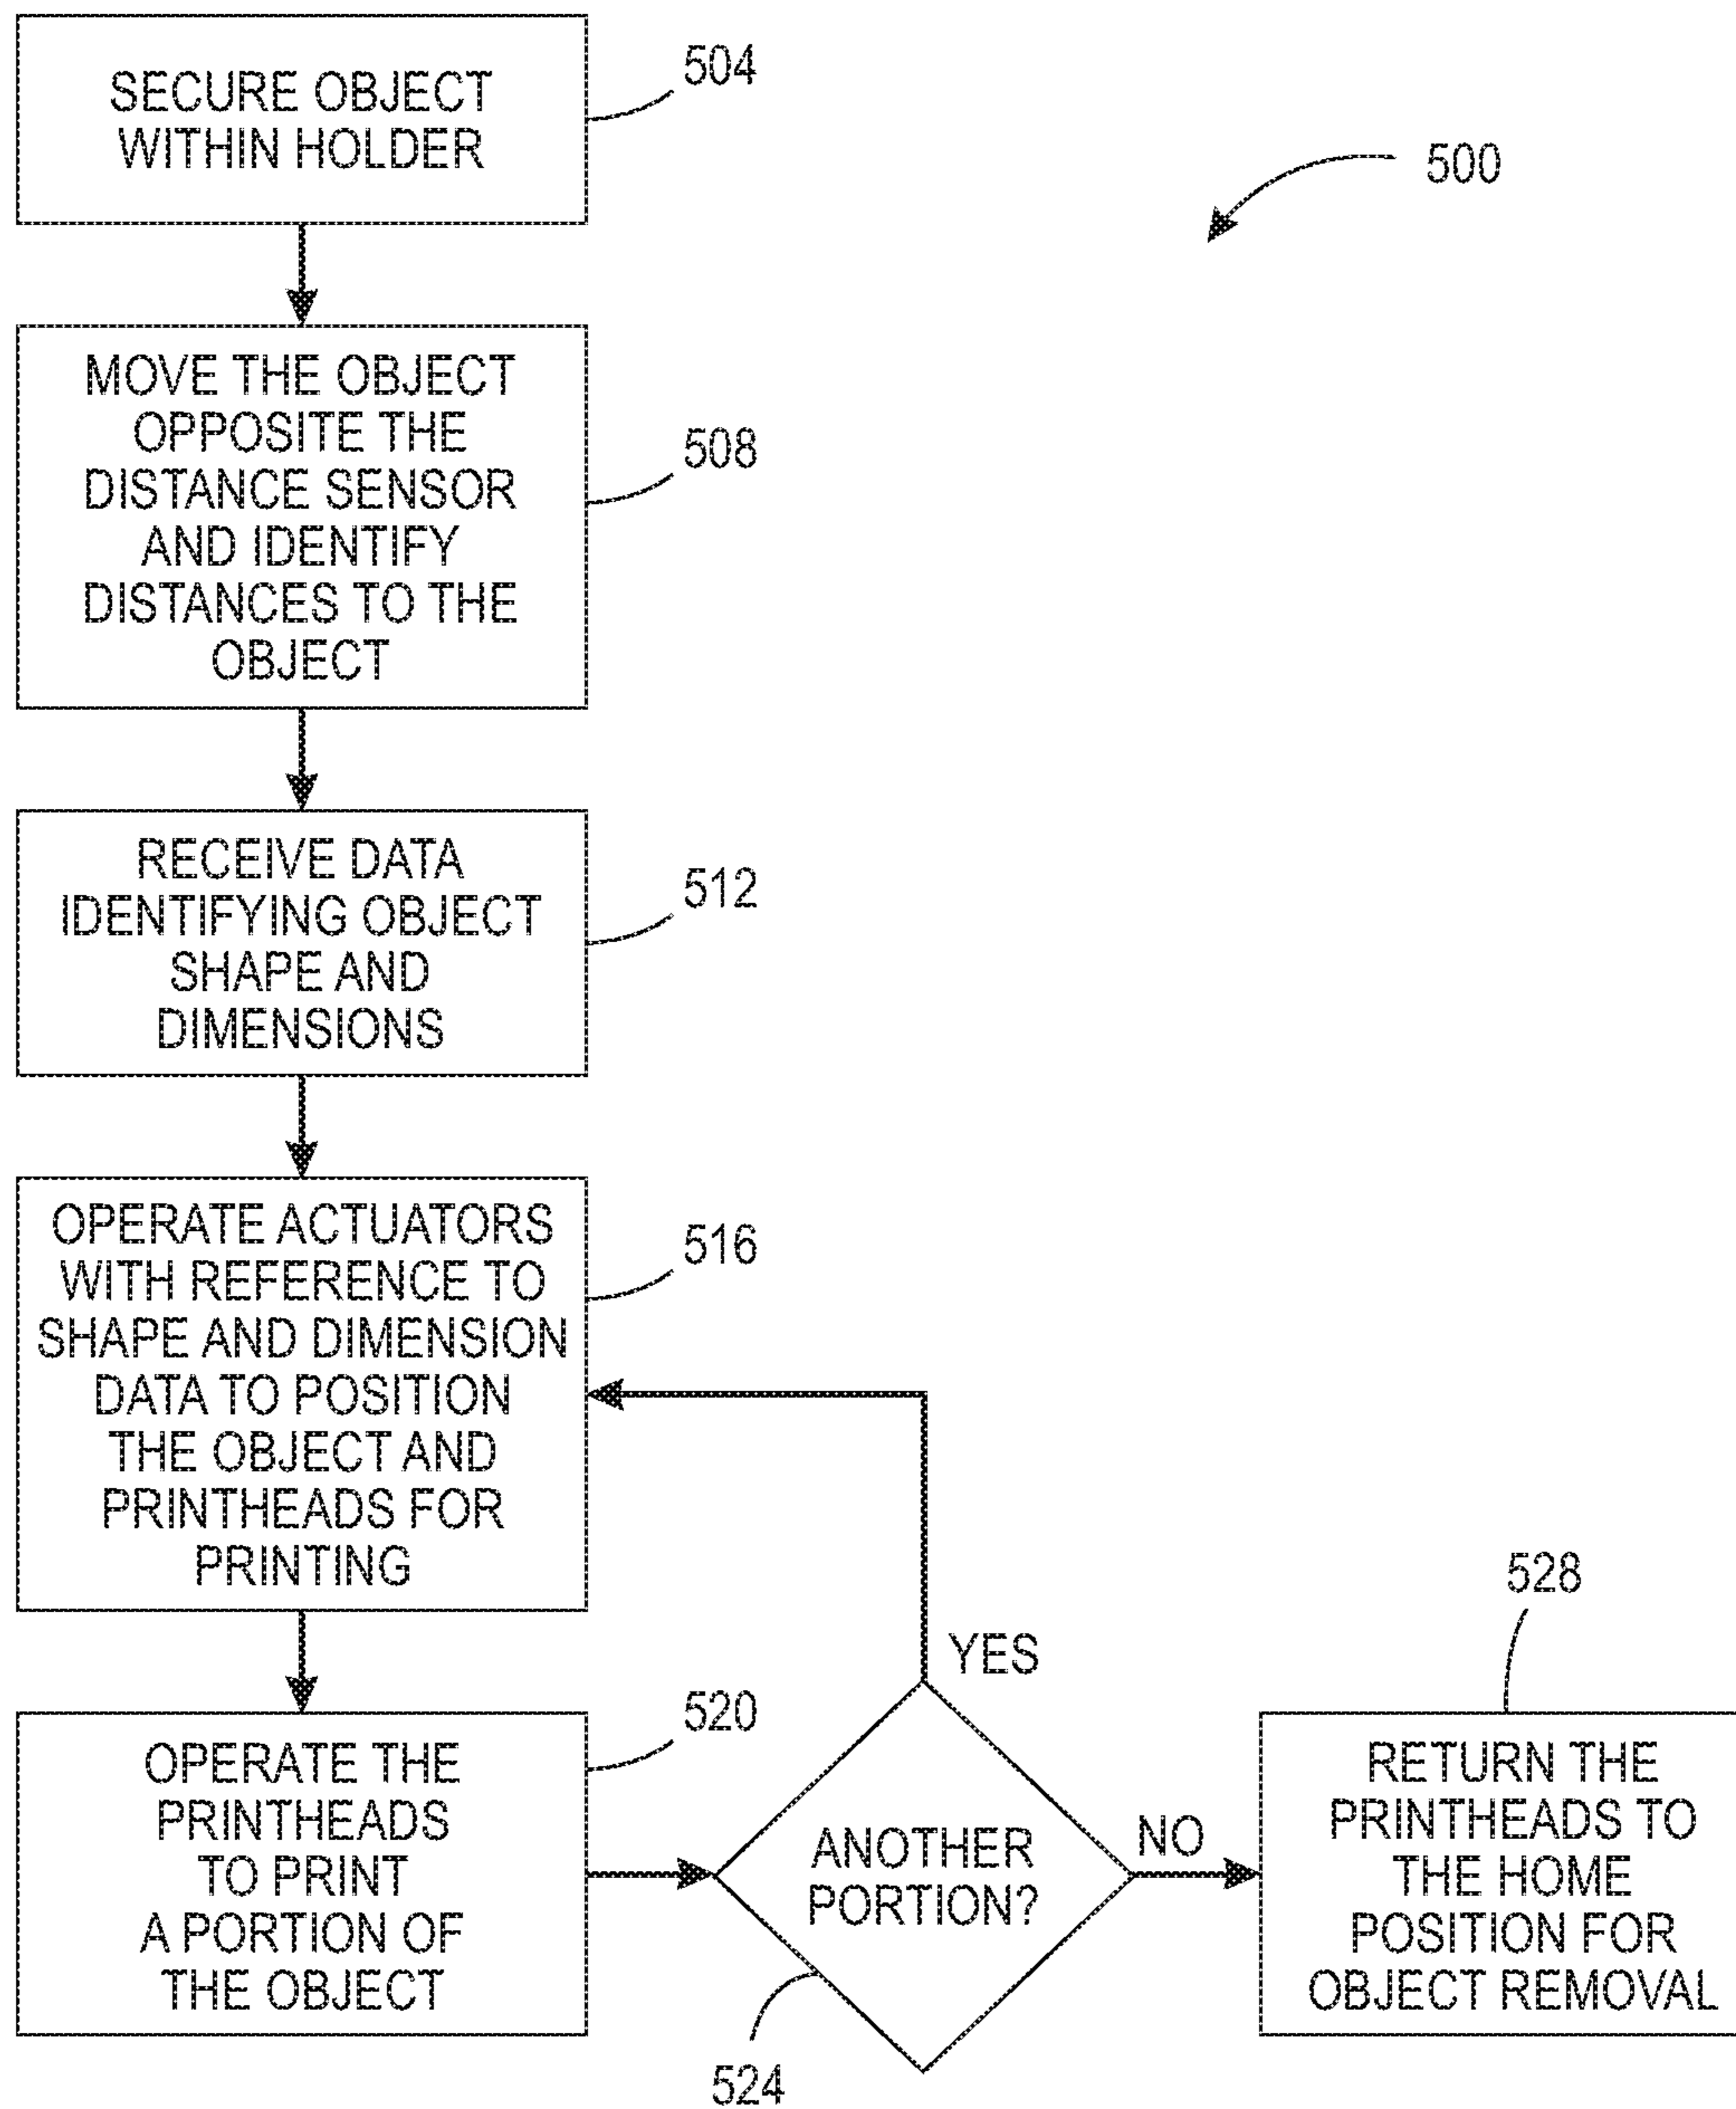 SECURE OBJECT
WITHIN HOLDER
504
500
MOVE THE OBJECT
OPPOSITE THE
DISTANCE SENSOR
AND IDENTIFY
DISTANCES TO THE
OBJECT
508
RECEIVE DATA
IDENTIFYING OBJECT
SHAPE AND
DIMENSIONS
512
OPERATE ACTUATORS
WITH REFERENCE TO
SHAPE AND DIMENSION
DATA TO POSITION
THE OBJECT AND
PRINTHEADS FOR
PRINTING
516
OPERATE THE
PRINTHEADS
TO PRINT
A PORTION OF
THE OBJECT
520
YES
ANOTHER
PORTION?
524
NO
528
RETURN THE
PRINTHEADS TO
THE HOME
POSITION FOR
OBJECT REMOVAL